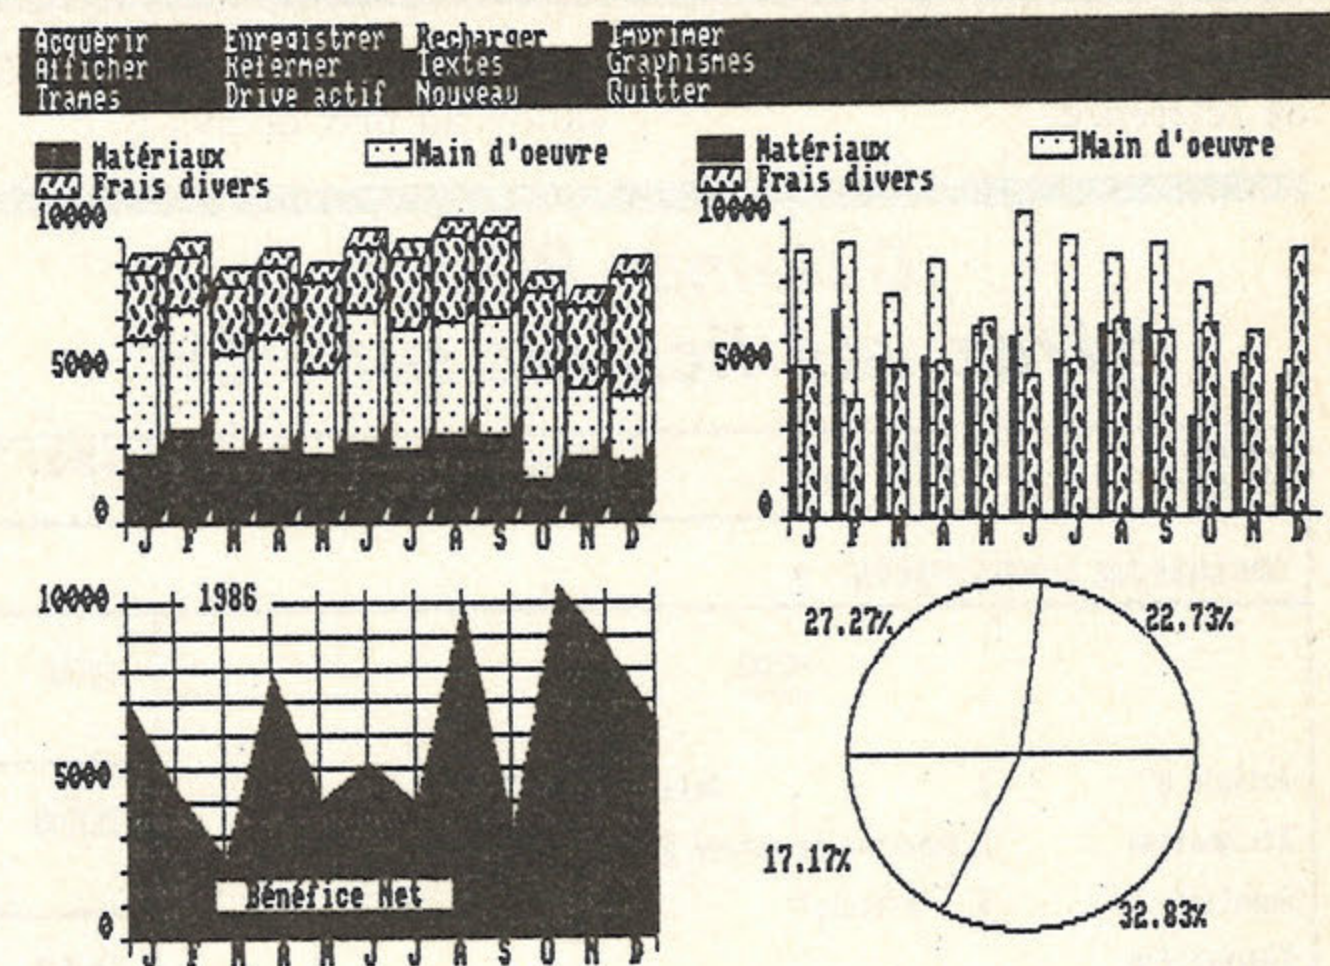 Acquérir Enregistrer Recharger Imprimer
Afficher Refermer Textes Graphismes
Trames Drive actif Nouveau Quitter
Matériaux Main d'oeuvre
Frais divers
10000
5000
0
J F M A M J J A S O N D
Matériaux Main d'oeuvre
Frais divers
10000
5000
0
J F M A M J J A S O N D
10000 1986
5000
Bénéfice Net
0
J F M A M J J A S O N D
27.27% 22.73%
17.17%
32.83%